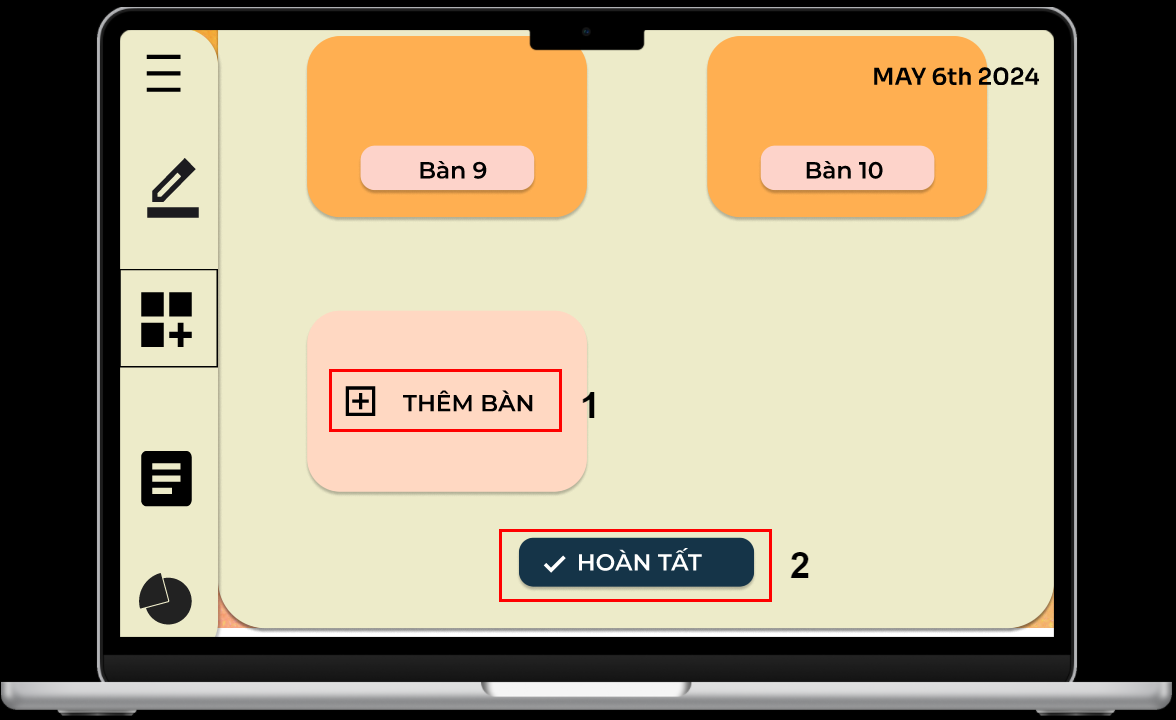 MAY 6th 2024
Bàn 9
Bàn 10
THÊM BÀN
1
HOÀN TẤT
2